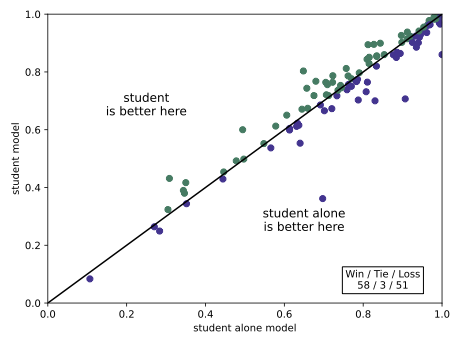 1.0
0.8
0.6
0.4
0.2
0.0
student model
student
is better here
student alone
is better here
Win / Tie / Loss
58 / 3 / 51
0.0 0.2 0.4 0.6 0.8 1.0
student alone model